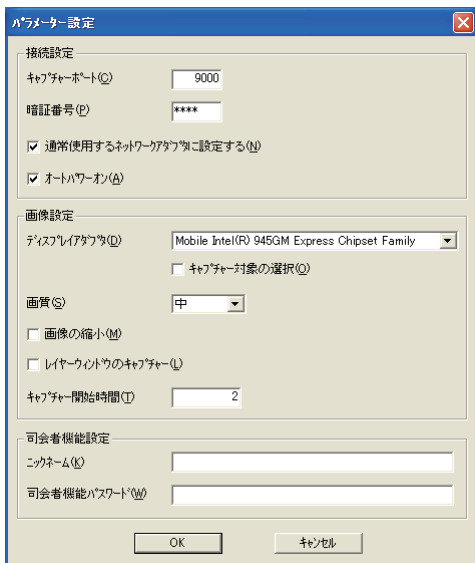 パラメーター設定
接続設定
ｷｬﾌﾟﾁｬｰﾎﾟｰﾄ(C) 9000
暗証番号(P) ****
通常使用するﾈｯﾄﾜｰｸｱﾀﾞﾌﾟﾀに設定する(N)
ｵｰﾄﾊﾟﾜｰｵﾝ(A)
画像設定
ﾃﾞｨｽﾌﾟﾚｲｱﾀﾞﾌﾟﾀ(D) Mobile Intel(R) 945GM Express Chipset Family
ｷｬﾌﾟﾁｬｰ対象の選択(O)
画質(S) 中
画像の縮小(M)
ﾚｲﾔｰｳｨﾝﾄﾞｳのｷｬﾌﾟﾁｬｰ(L)
ｷｬﾌﾟﾁｬｰ開始時間(T) 2
司会者機能設定
ﾆｯｸﾈｰﾑ(K)
司会者機能ﾊﾟｽﾜｰﾄﾞ(W)
OK ｷｬﾝｾﾙ